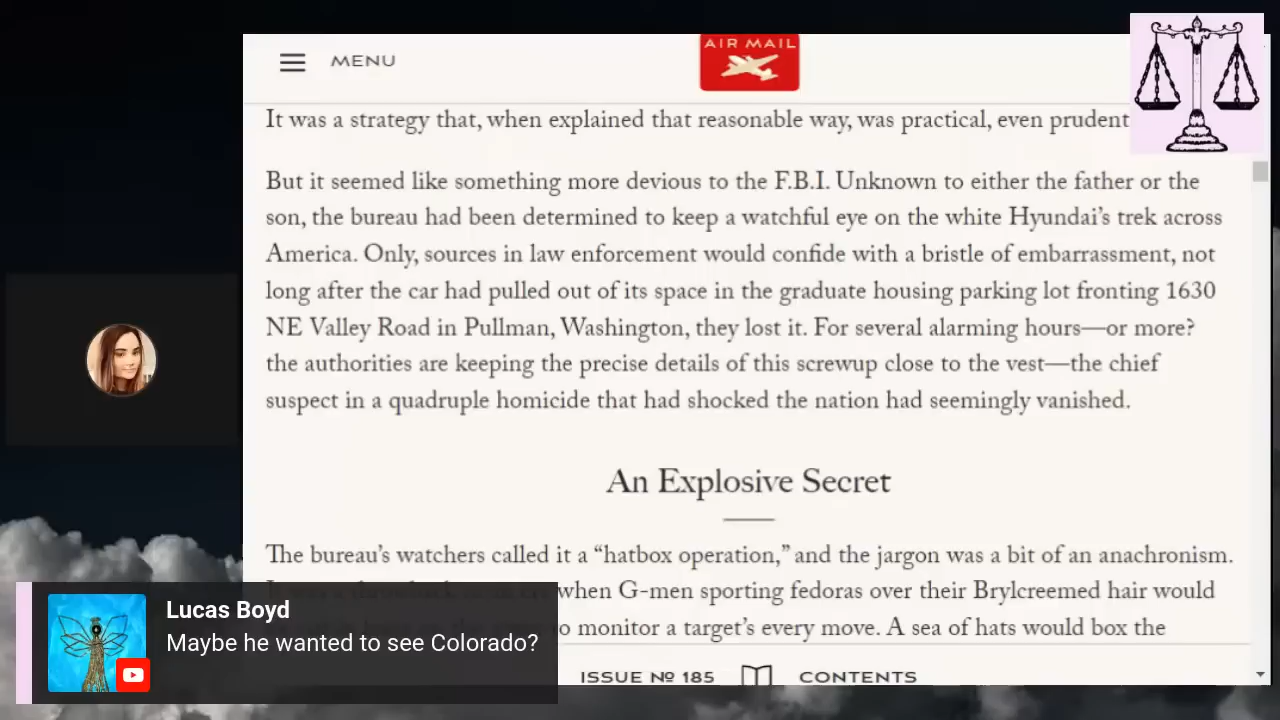 MENU
AIR MAIL
It was a strategy that, when explained that reasonable way, was practical, even prudent
But it seemed like something more devious to the F.B.I. Unknown to either the father or the
son, the bureau had been determined to keep a watchful eye on the white Hyundai's trek across
America. Only, sources in law enforcement would confide with a bristle of embarrassment, not
long after the car had pulled out of its space in the graduate housing parking lot fronting 1630
NE Valley Road in Pullman, Washington, they lost it. For several alarming hours—or more?
the authorities are keeping the precise details of this screwup close to the vest—the chief
suspect in a quadruple homicide that had shocked the nation had seemingly vanished.
An Explosive Secret
The bureau's watchers called it a “hatbox operation,” and the jargon was a bit of an anachronism.
when G-men sporting fedoras over their Brylcreemed hair would
to monitor a target's every move. A sea of hats would box the
Lucas Boyd
Maybe he wanted to see Colorado?
ISSUE Nº 185
CONTENTS